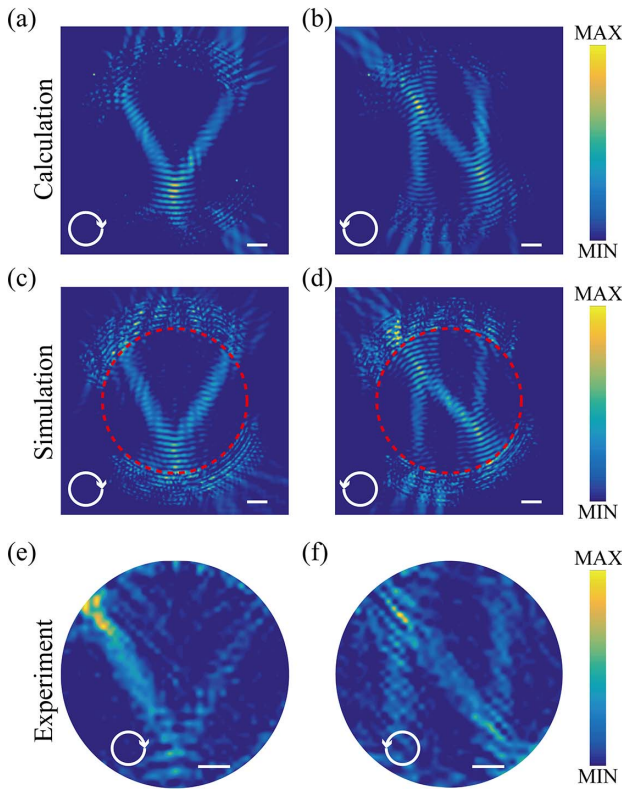 (a)
(b)
MAX
Calculation
MIN
(c)
(d)
MAX
Simulation
MIN
(e)
(f)
MAX
Experiment
MIN